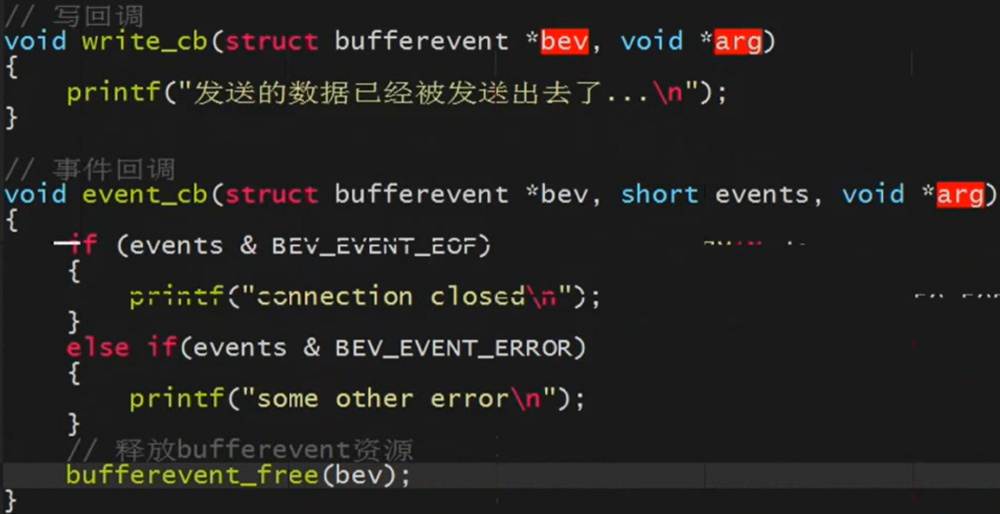 // 写回调
void write_cb(struct bufferevent *bev, void *arg)
{
    printf("发送的数据已经被发送出去了...\n");
}
// 事件回调
void event_cb(struct bufferevent *bev, short events, void *arg)
{
    if (events & BEV_EVENT_EOF)
    {
        printf("connection closed\n");
    }
    else if(events & BEV_EVENT_ERROR)
    {
        printf("some other error\n");
    }
    // 释放bufferevent资源
    bufferevent_free(bev);
}